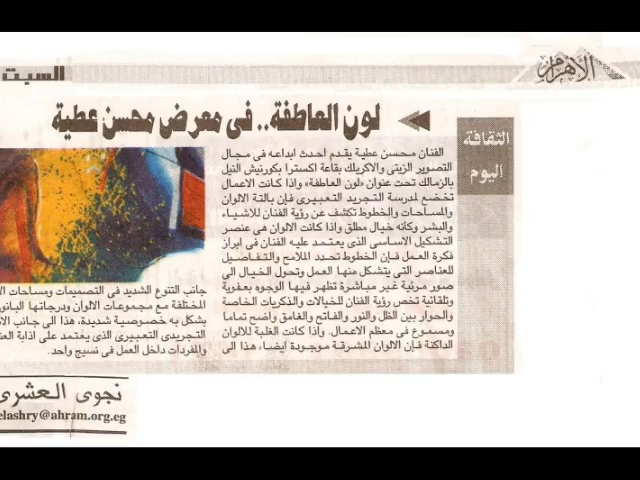 الأهرام
السبت
الثقافة
اليوم
لون العاطفة.. فى معرض محسن عطية
الفنان محسن عطية يقدم احدث ابداعه فى مجال
التصوير الزيتى والاكريلك بقاعة اكسترا بكورنيش النيل
بالزمالك تحت عنوان «لون العاطفة» واذا كانت الاعمال
تخضع لمدرسة التجريد التعبيرى فإن بالتة الالوان
والمساحات والخطوط تكشف عن رؤية الفنان للأشياء
والبشر وكانه خيال مطلق واذا كانت الالوان هى عنصر
التشكيل الاساسى الذى يعتمد عليه الفنان فى ابراز
فكرة العمل فإن الخطوط تحدد الملامح والتفاصيل
للعناصر التى يتشكل منها العمل وتحول الخيال الى
صور مرئية غير مباشرة تظهر فيها الوجوه بعفوية
وتلقائية تخص رؤية الفنان للخيالات والذكريات الخاصة
والحوار بين الظل والنور والفاتح والغامق واضح تماما
ومسموع فى معظم الاعمال. واذا كانت الغلبة للألوان
الداكنة فإن الالوان المشرقة موجودة ايضا، هذا الى
جانب التنوع الشديد فى التصميمات ومساحات
المختلفة مع مجموعات الالوان ودرجاتها
يشكل به خصوصية شديدة، هذا الى جانب
التجريدى التعبيرى الذى يعتمد على اذابة
والمفردات داخل العمل فى نسيج واحد.
نجوى العشرى
elashry@ahram.org.eg